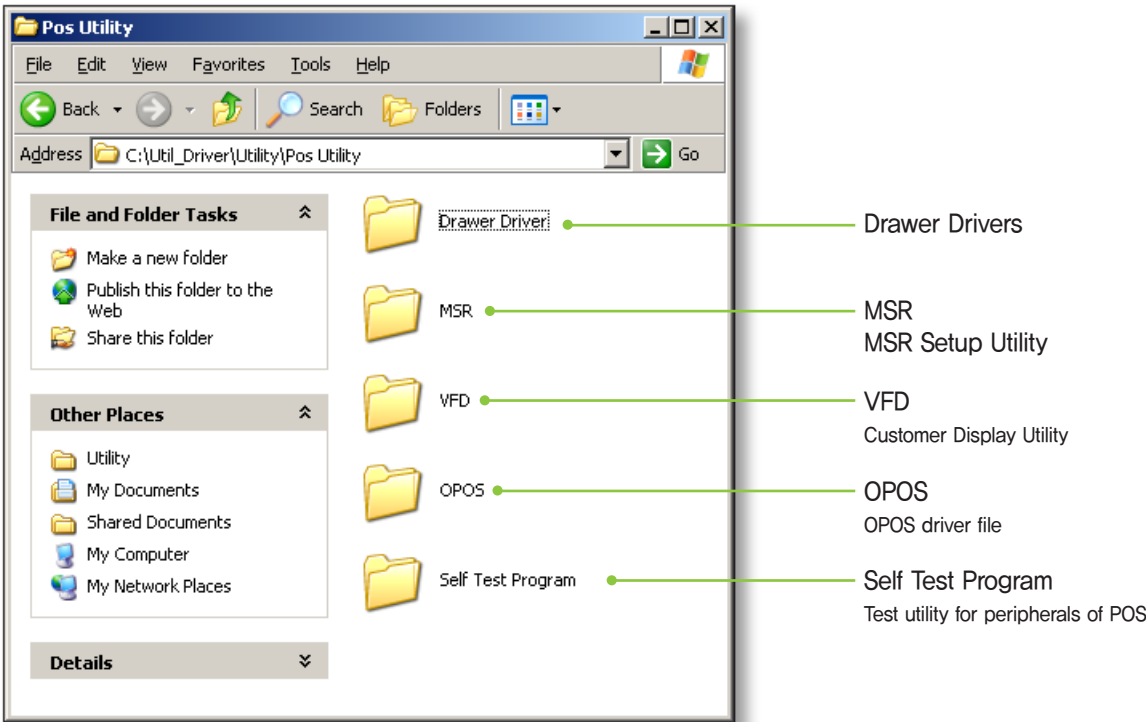 Pos Utility
File Edit View Favorites Tools Help
Back Search Folders
Address C:\Util_Driver\Utility\Pos Utility Go
File and Folder Tasks
Make a new folder
Publish this folder to the
Web
Share this folder
Other Places
Utility
My Documents
Shared Documents
My Computer
My Network Places
Details
Drawer Driver
MSR
VFD
OPOS
Self Test Program
Drawer Drivers
MSR
MSR Setup Utility
VFD
Customer Display Utility
OPOS
OPOS driver file
Self Test Program
Test utility for peripherals of POS